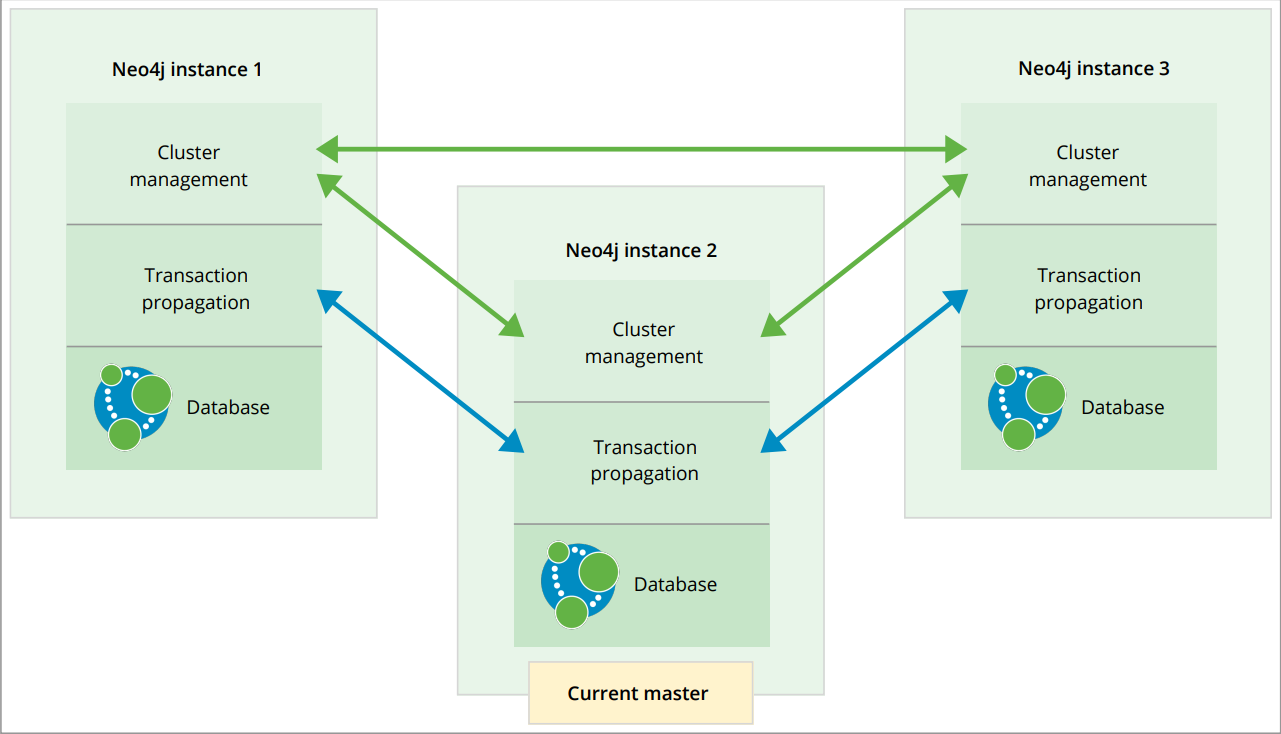 Neo4j instance 1
Cluster
management
Transaction
propagation
Database
Neo4j instance 2
Cluster
management
Transaction
propagation
Database
Current master
Neo4j instance 3
Cluster
management
Transaction
propagation
Database